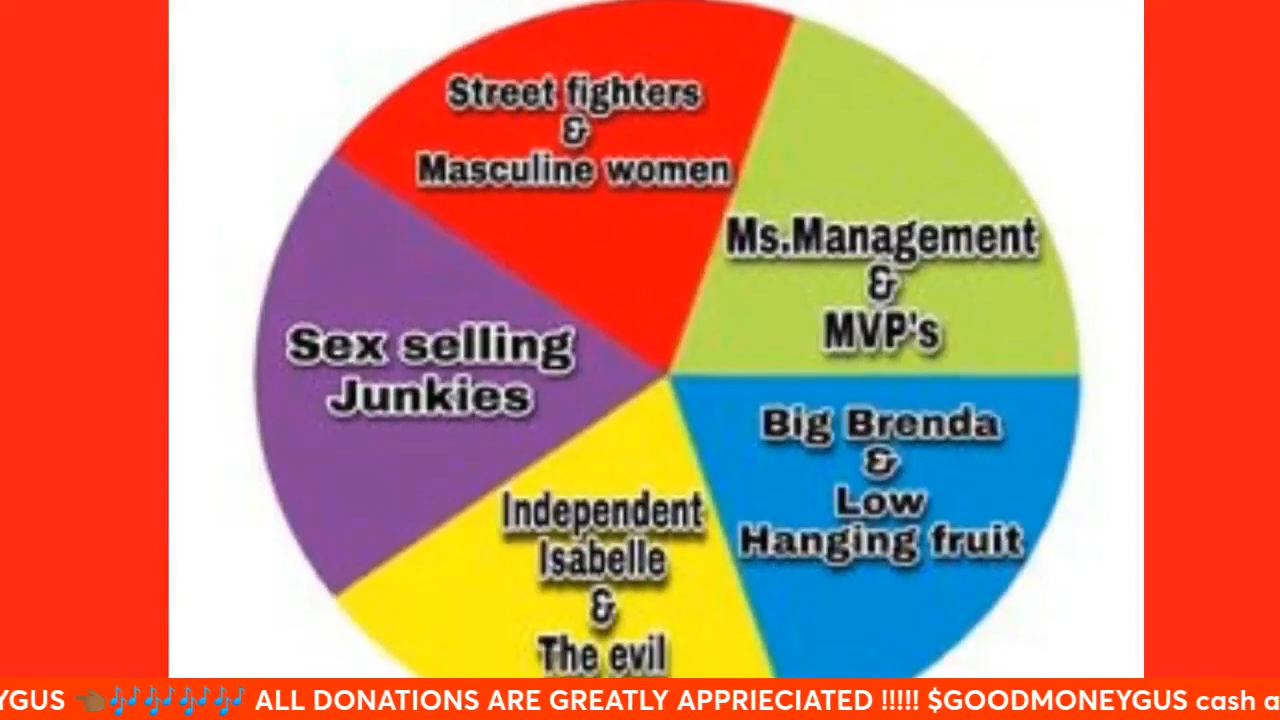 Street fighters
&
Masculine women
Ms.Management
&
MVP's
Sex selling
Junkies
Big Brenda
&
Low
Hanging fruit
Independent
Isabelle
&
The evil
YGUS 👈🏾🎶🎶🎶🎶🎶🎶 ALL DONATIONS ARE GREATLY APPRIECIATED !!!!! $GOODMONEYGUS cash a